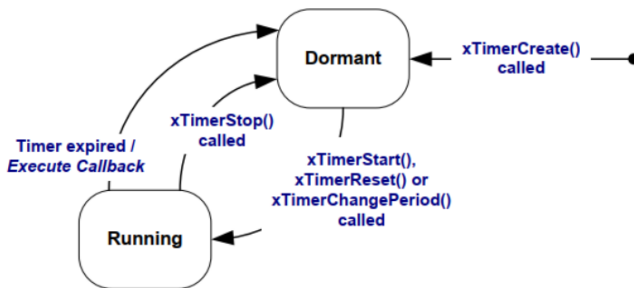 Dormant
xTimerCreate()
called
xTimerStop()
called
Timer expired /
Execute Callback
xTimerStart(),
xTimerReset() or
xTimerChangePeriod()
called
Running